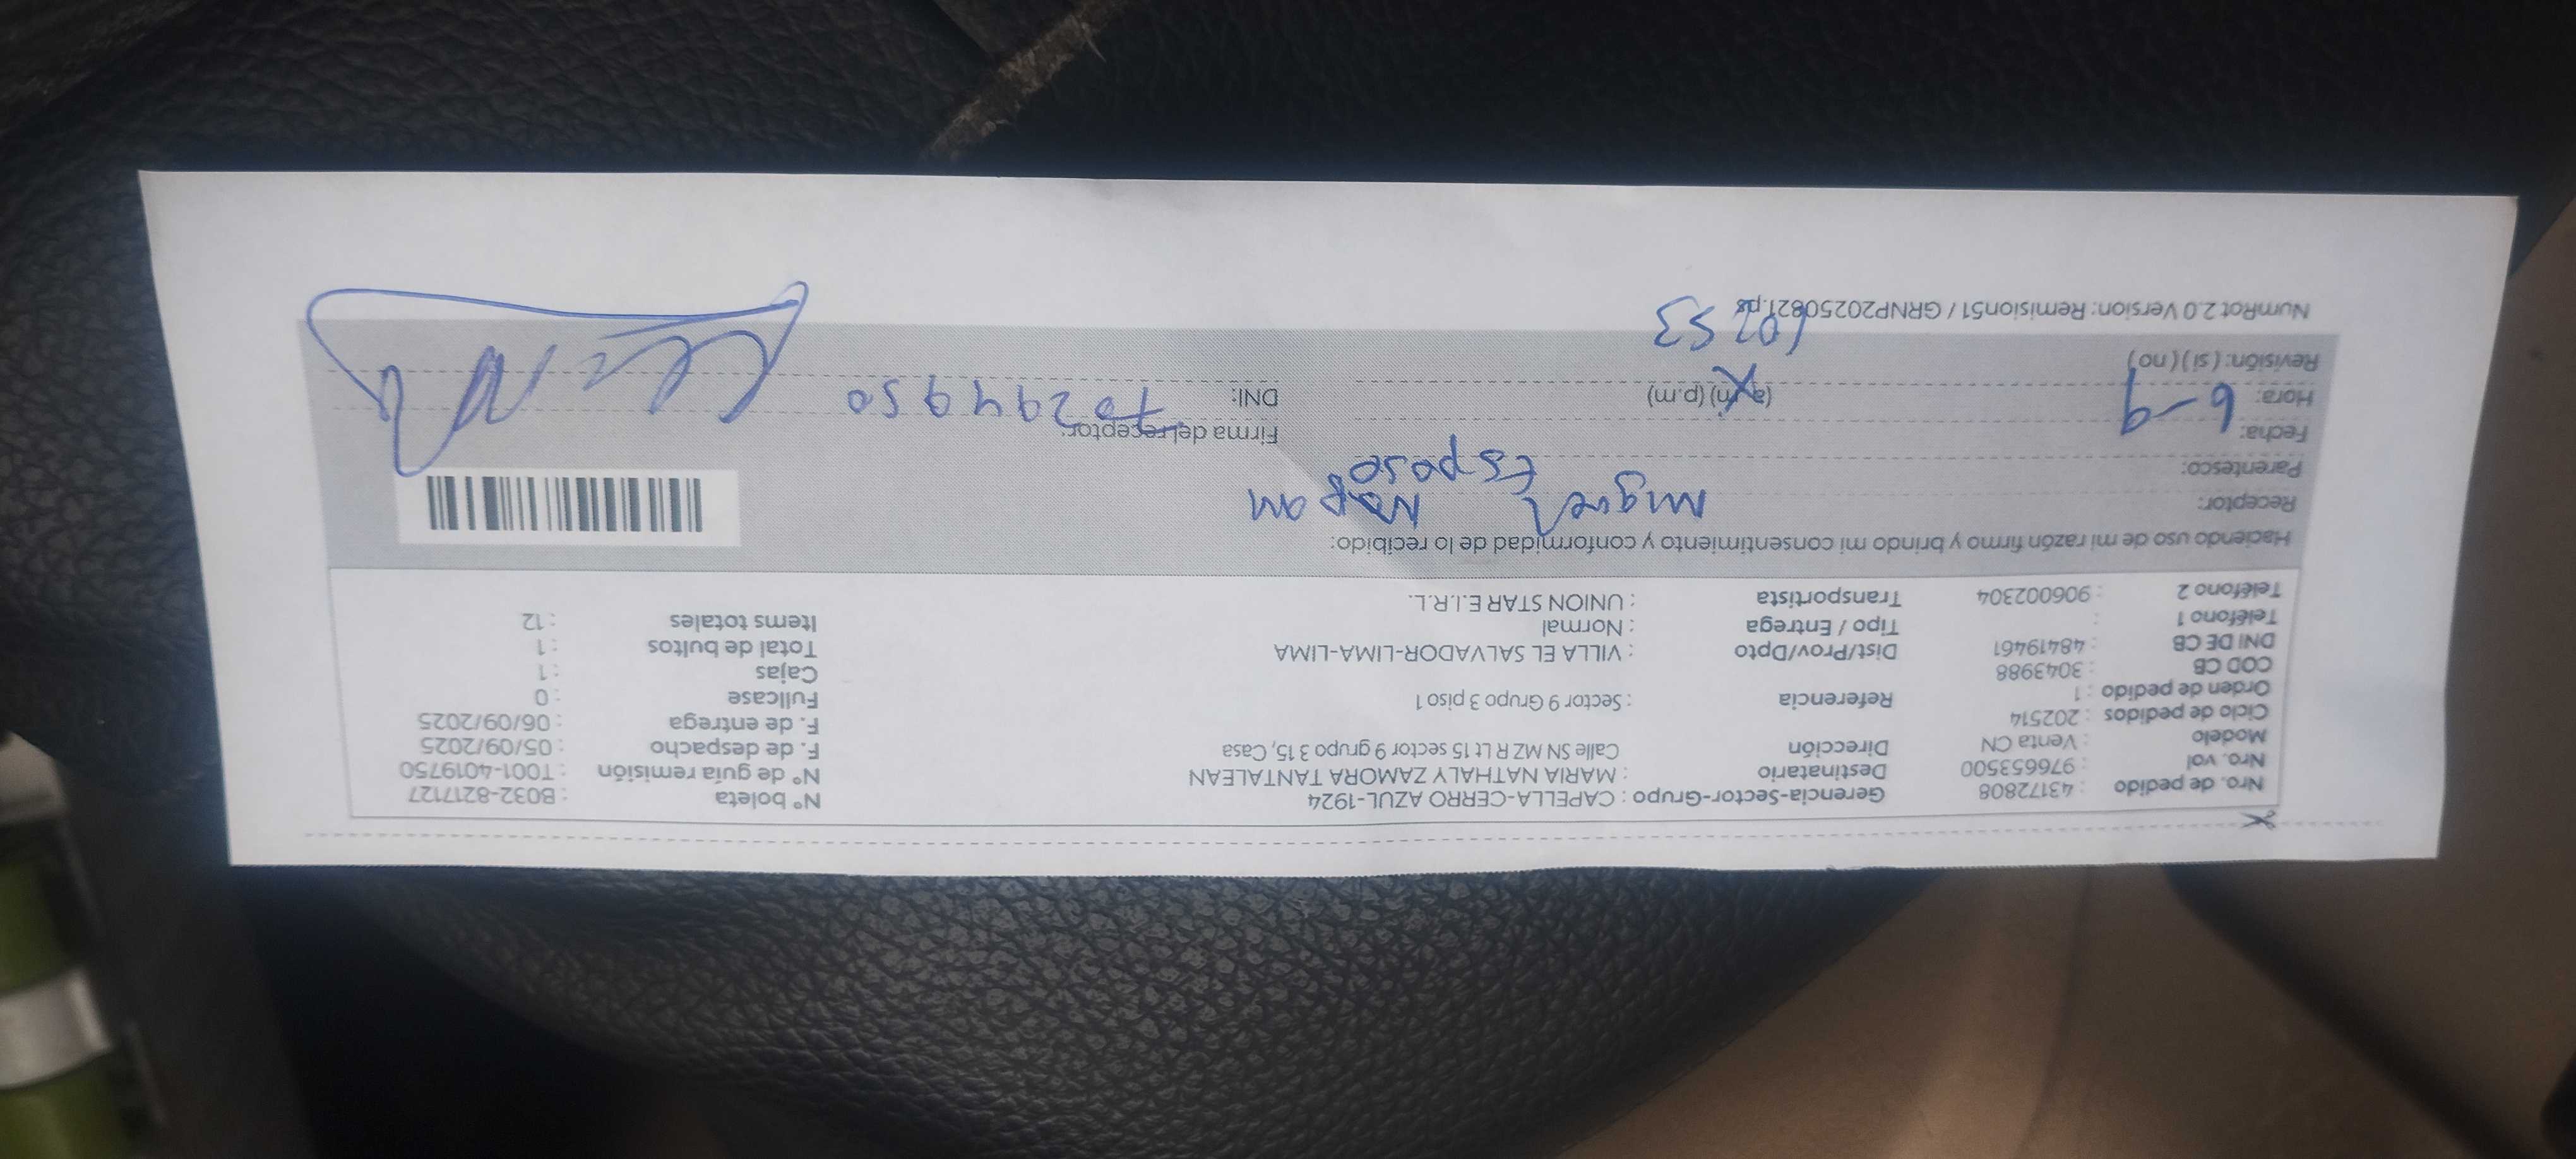 Nro. de pedido : 43172808 Gerencia-Sector-Grupo : CAPELLA-CERRO AZUL-1924 N° boleta : B032-8217127
Nro. vol : 976653500 Destinatario : MARIA NATHALY ZAMORA TANTALEAN N° de guía remisión : T001-4019750
Modelo : Venta CN Dirección Calle SN MZ R Lt 15 sector 9 grupo 3 15, Casa F. de despacho : 05/09/2025
Ciclo de pedidos : 202514 F. de entrega : 06/09/2025
Orden de pedido : 1 Referencia : Sector 9 Grupo 3 piso 1 Fullcase : 0
COD CB : 3043988 Cajas : 1
DNI DE CB : 48419461 Dist/Prov/Dpto : VILLA EL SALVADOR-LIMA-LIMA Total de bultos : 1
Teléfono 1 : Tipo / Entrega : Normal Items totales : 12
Teléfono 2 : 906002304 Transportista : UNION STAR E.I.R.L.
Haciendo uso de mi razón firmo y brindo mi consentimiento y conformidad de lo recibido:
Receptor: Miguel
Parentesco: Esposo
Fecha: 6-9 Firma del receptor:
Hora: (a.m) (p.m) DNI: 70294950
Revisión: ( si ) ( no )
NumRot 2.0 Version: Remision51 / GRNP20250821.ps